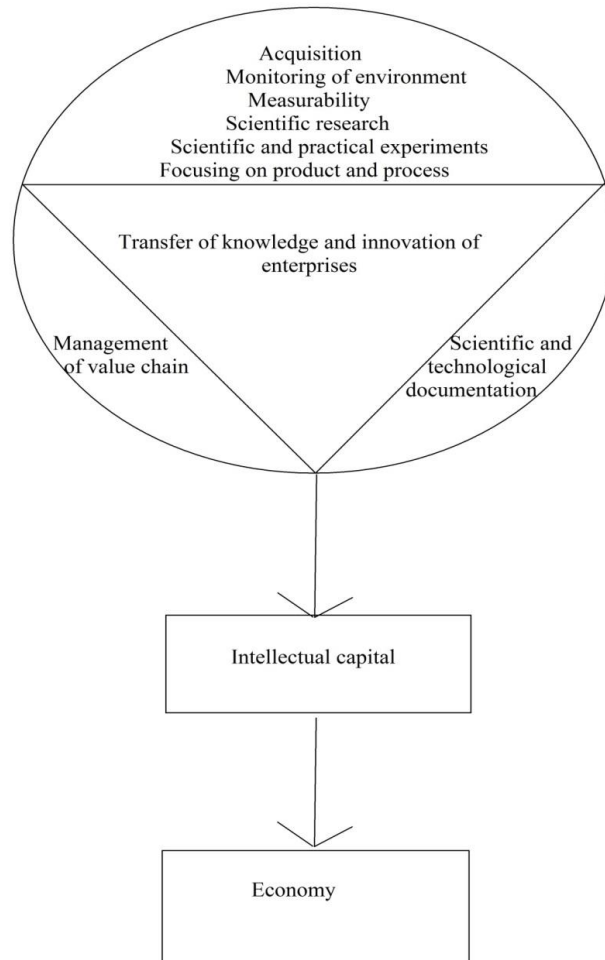 Acquisition
Monitoring of environment
Measurability
Scientific research
Scientific and practical experiments
Focusing on product and process
Transfer of knowledge and innovation of
enterprises
Management
of value chain
Scientific and
technological
documentation
Intellectual capital
Economy